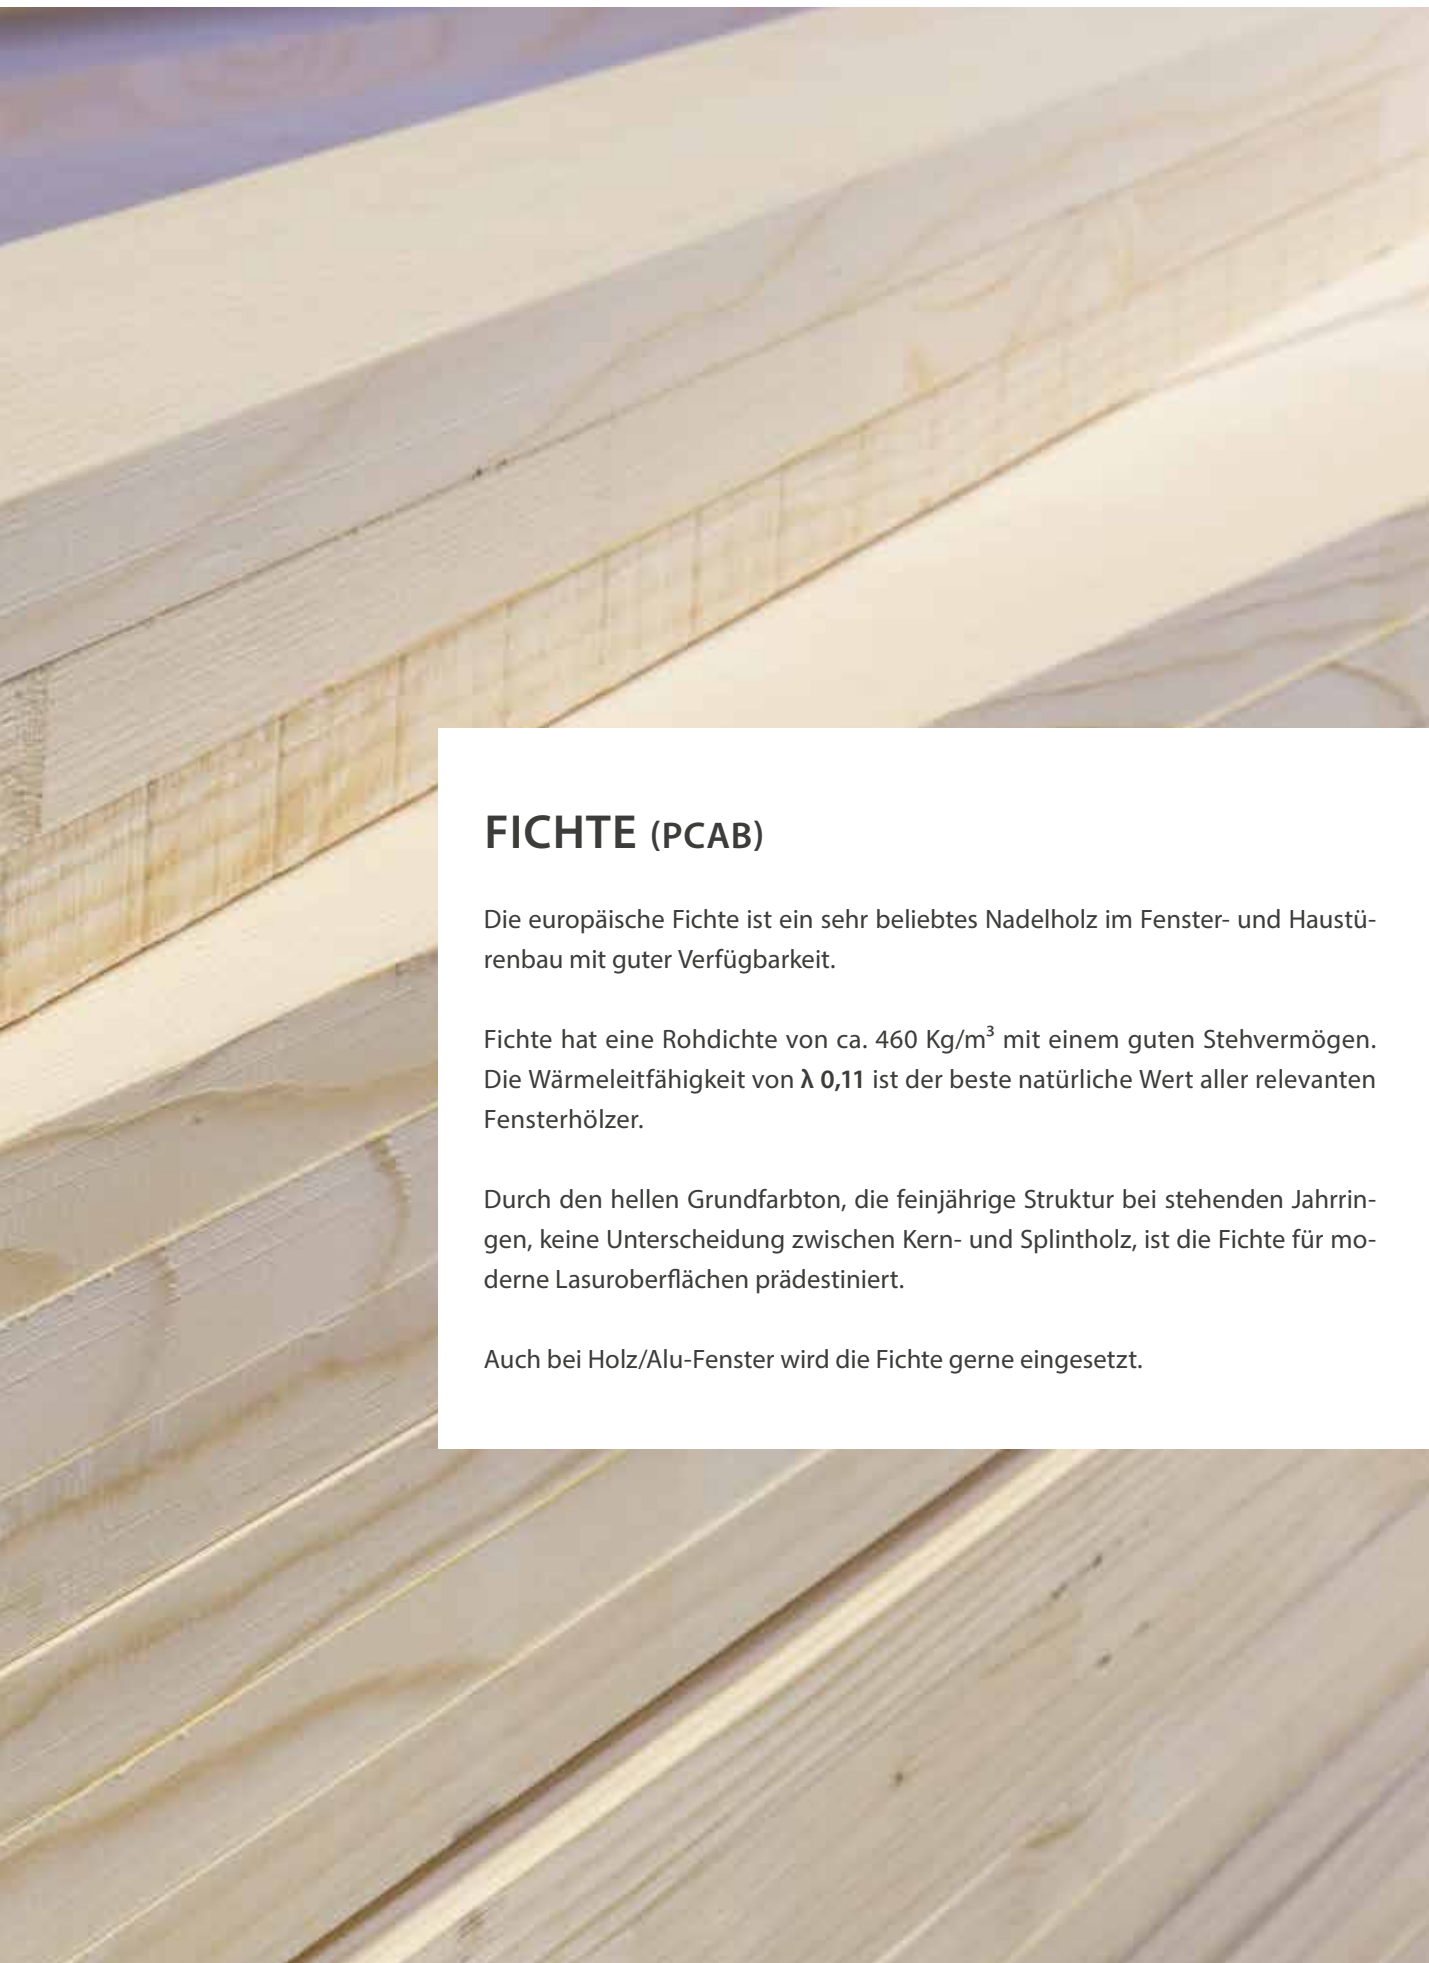 FICHTE (PCAB)
Die europäische Fichte ist ein sehr beliebtes Nadelholz im Fenster- und Haustü-
renbau mit guter Verfügbarkeit.
Fichte hat eine Rohdichte von ca. 460 Kg/m³ mit einem guten Stehvermögen.
Die Wärmeleitfähigkeit von λ 0,11 ist der beste natürliche Wert aller relevanten
Fensterhölzer.
Durch den hellen Grundfarbton, die feinjährige Struktur bei stehenden Jahrrin-
gen, keine Unterscheidung zwischen Kern- und Splintholz, ist die Fichte für mo-
derne Lasuroberflächen prädestiniert.
Auch bei Holz/Alu-Fenster wird die Fichte gerne eingesetzt.